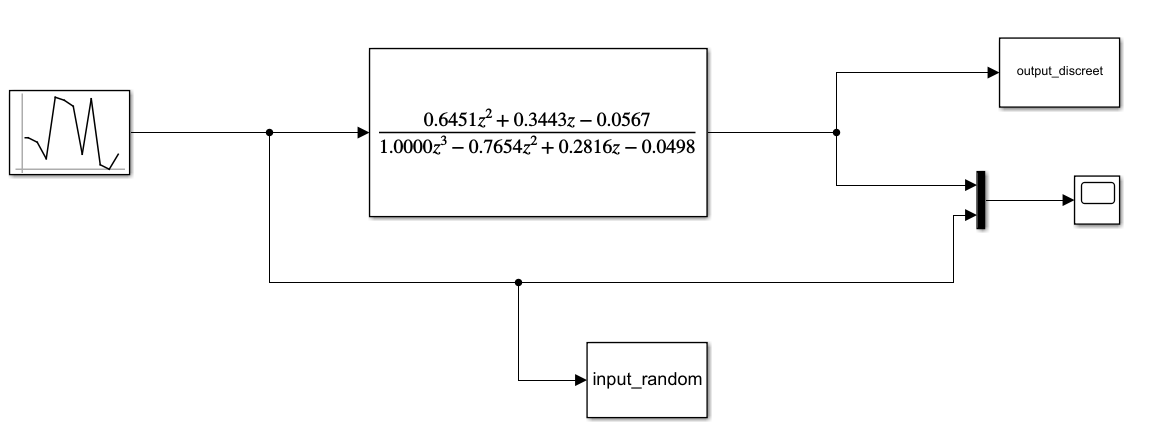 output_discreet
0.6451z² + 0.3443z − 0.0567
1.0000z³ − 0.7654z² + 0.2816z − 0.0498
input_random